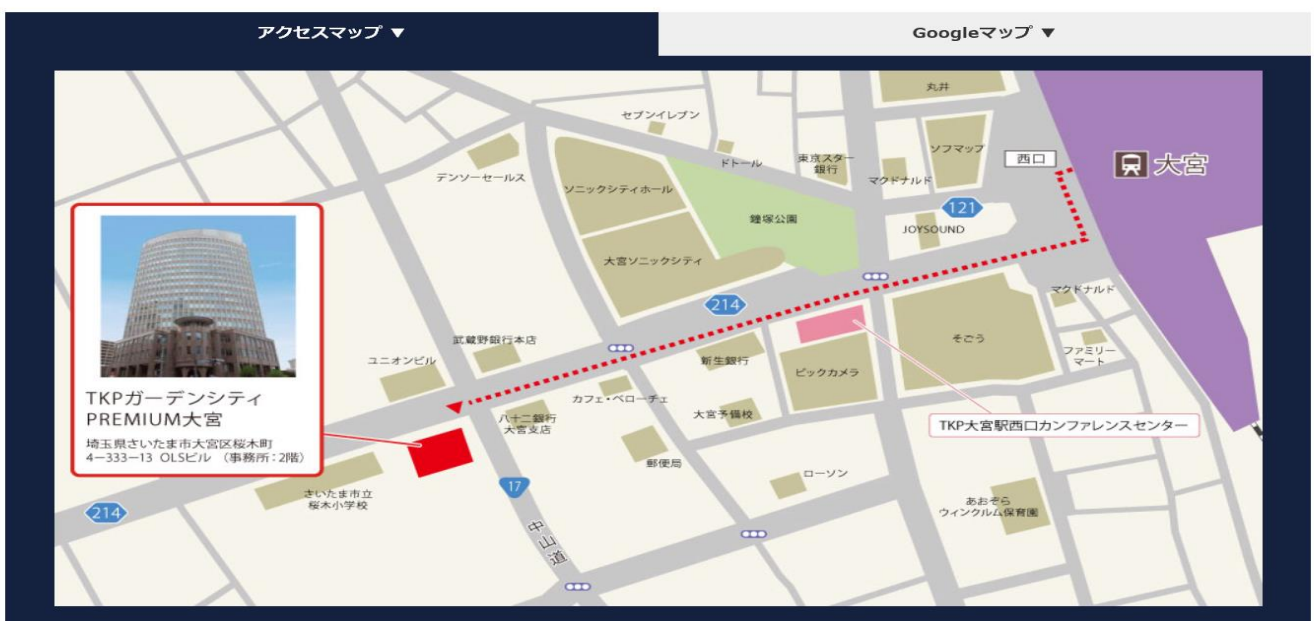 アクセスマップ ▼
Googleマップ ▼
丸井
セブンイレブン
ソフマップ
西口
大宮
ドトール
東京スター
銀行
マクドナルド
デンソーセールス
ソニックシティホール
鐘塚公園
121
JOYSOUND
大宮ソニックシティ
マクドナルド
214
武蔵野銀行本店
ユニオンビル
新生銀行
そごう
ファミリー
マート
ビックカメラ
カフェ・ベローチェ
大宮予備校
八十二銀行
大宮支店
TKP大宮駅西口カンファレンスセンター
TKPガーデンシティ
PREMIUM大宮
埼玉県さいたま市大宮区桜木町
4−333−13 OLSビル （事務所：2階）
郵便局
ローソン
17
さいたま市立
桜木小学校
あおぞら
ウィンクルム保育園
214
中山道